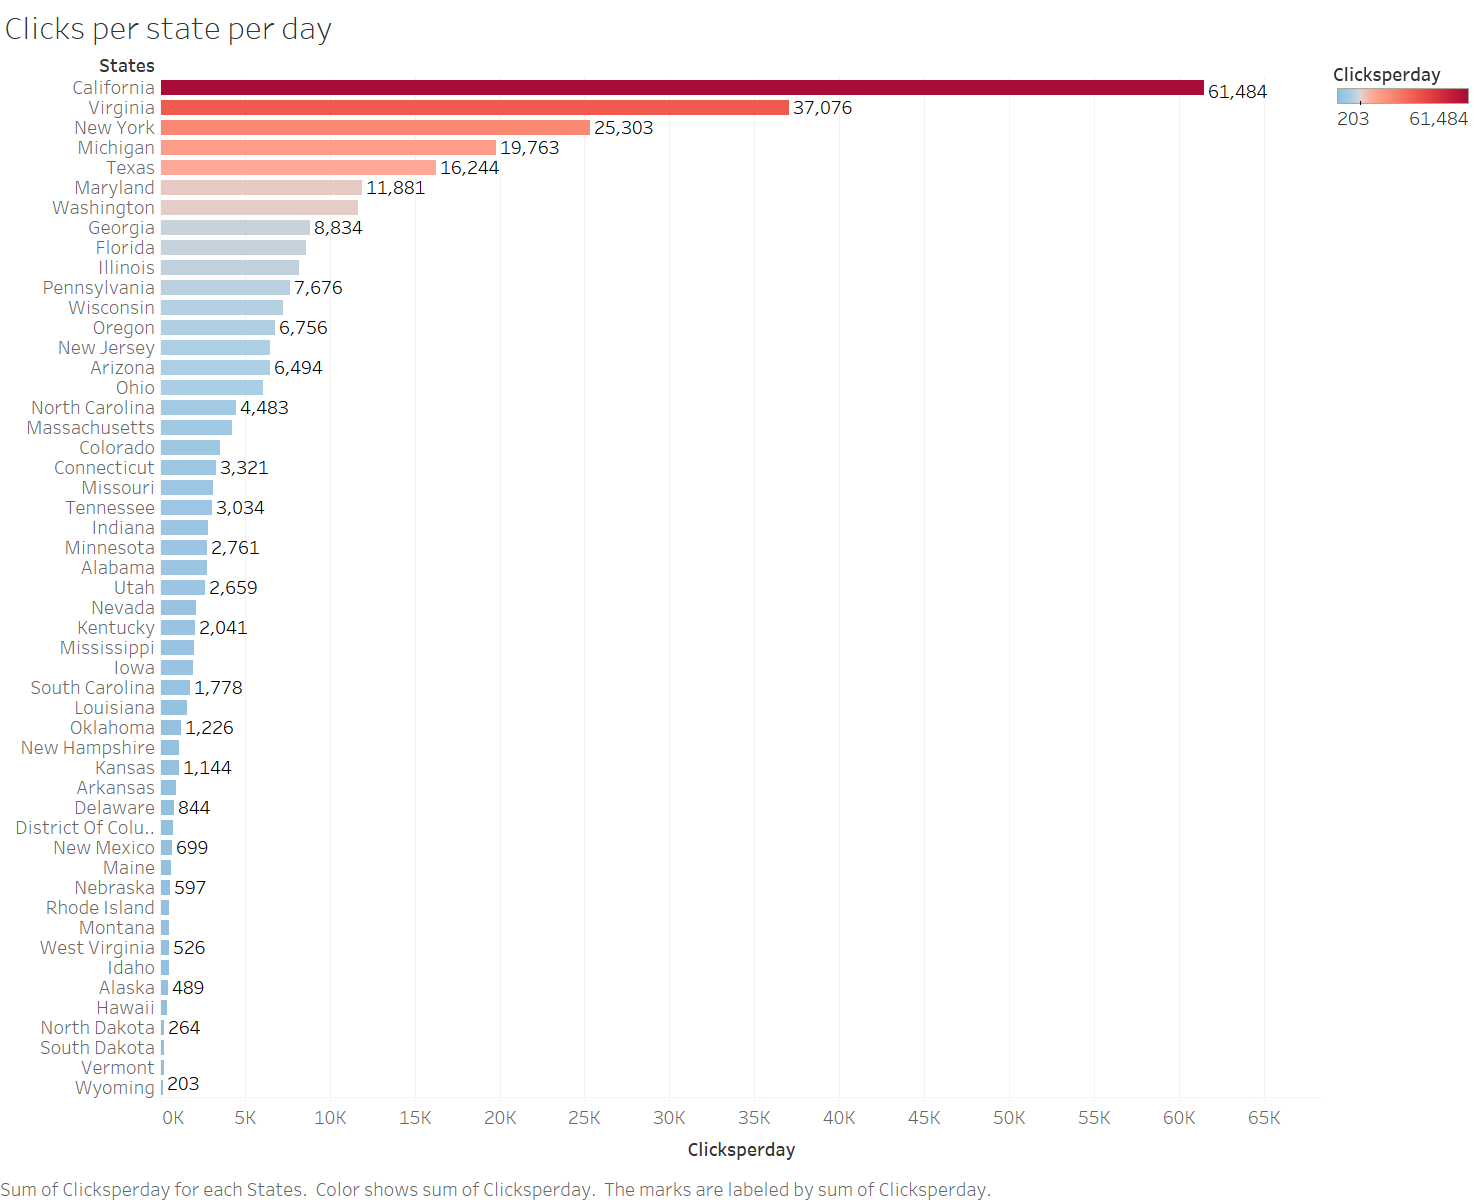 Clicks per state per day
States
California 61,484
Virginia 37,076
New York 25,303
Michigan 19,763
Texas 16,244
Maryland 11,881
Washington
Georgia 8,834
Florida
Illinois
Pennsylvania 7,676
Wisconsin
Oregon 6,756
New Jersey
Arizona 6,494
Ohio
North Carolina 4,483
Massachusetts
Colorado
Connecticut 3,321
Missouri
Tennessee 3,034
Indiana
Minnesota 2,761
Alabama
Utah 2,659
Nevada
Kentucky 2,041
Mississippi
Iowa
South Carolina 1,778
Louisiana
Oklahoma 1,226
New Hampshire
Kansas 1,144
Arkansas
Delaware 844
District Of Colu..
New Mexico 699
Maine
Nebraska 597
Rhode Island
Montana
West Virginia 526
Idaho
Alaska 489
Hawaii
North Dakota 264
South Dakota
Vermont
Wyoming 203
0K 5K 10K 15K 20K 25K 30K 35K 40K 45K 50K 55K 60K 65K
Clicksperday
Clicksperday
203 61,484
Sum of Clicksperday for each States. Color shows sum of Clicksperday. The marks are labeled by sum of Clicksperday.